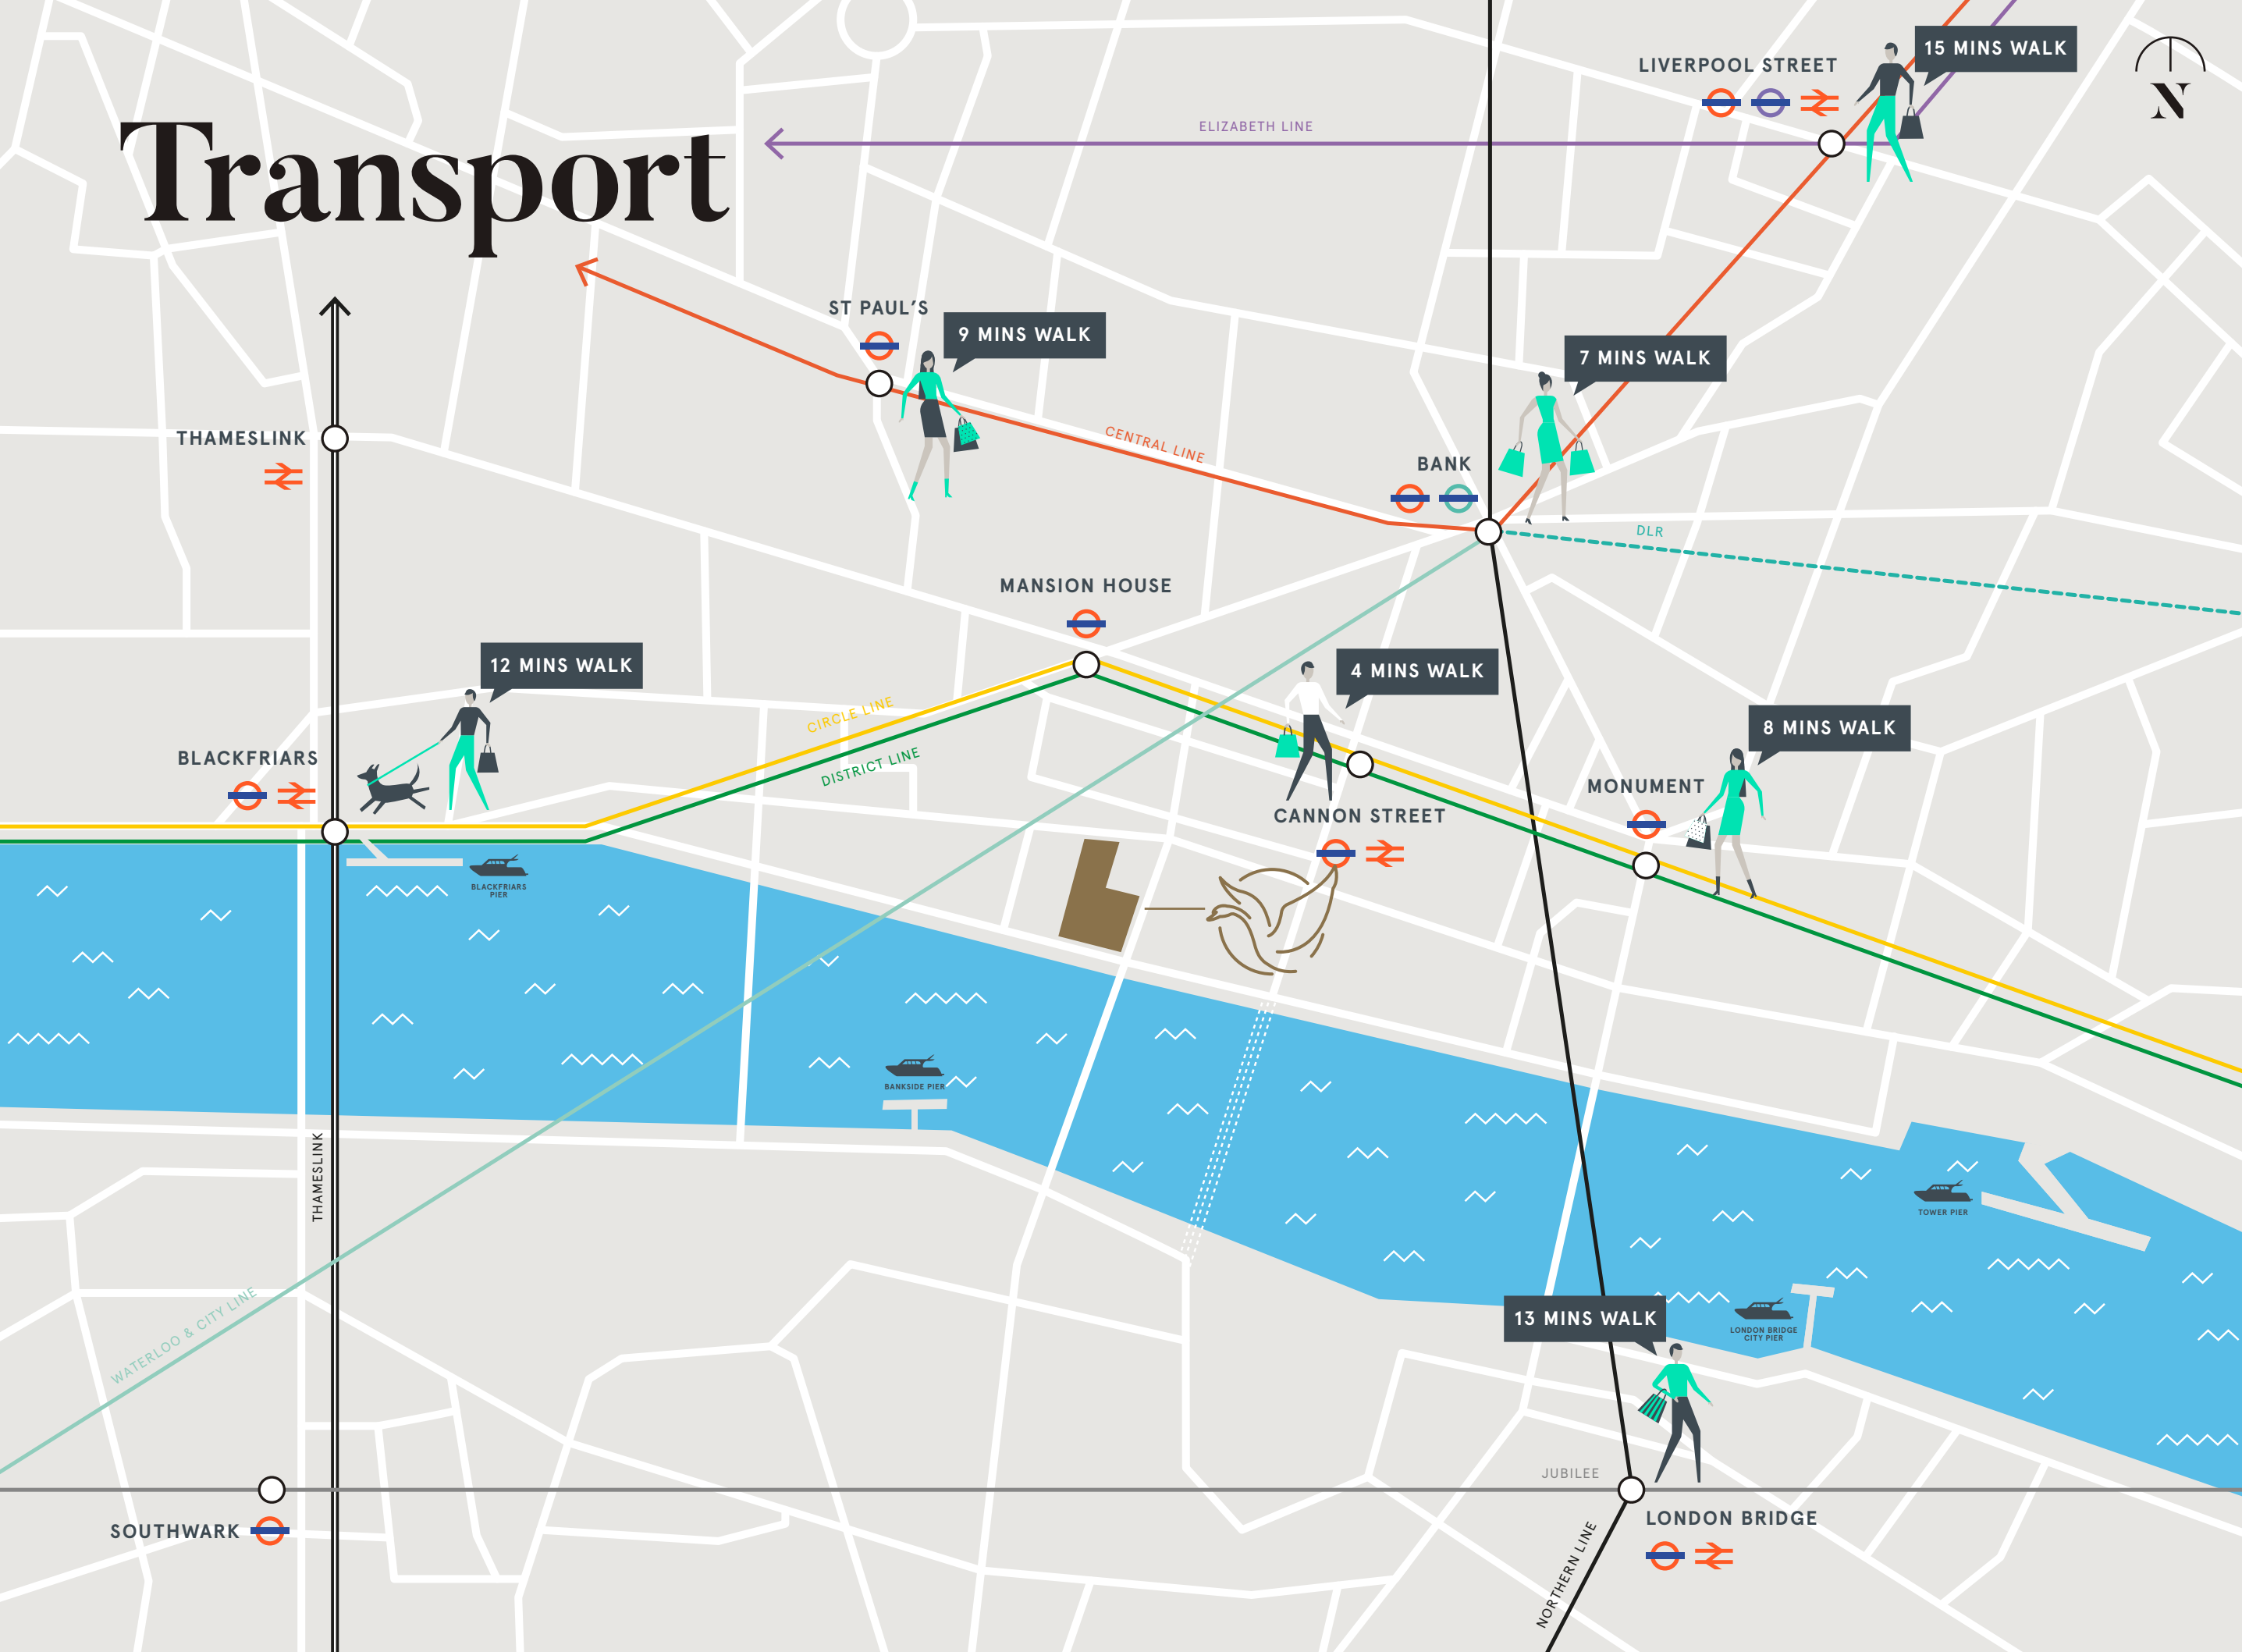 Transport
ELIZABETH LINE
LIVERPOOL STREET
15 MINS WALK
N
ST PAUL'S
9 MINS WALK
7 MINS WALK
THAMESLINK
CENTRAL LINE
BANK
DLR
MANSION HOUSE
12 MINS WALK
4 MINS WALK
CIRCLE LINE
DISTRICT LINE
8 MINS WALK
BLACKFRIARS
MONUMENT
CANNON STREET
BLACKFRIARS
PIER
BANKSIDE PIER
THAMESLINK
TOWER PIER
WATERLOO & CITY LINE
13 MINS WALK
LONDON BRIDGE
CITY PIER
JUBILEE
SOUTHWARK
LONDON BRIDGE
NORTHERN LINE